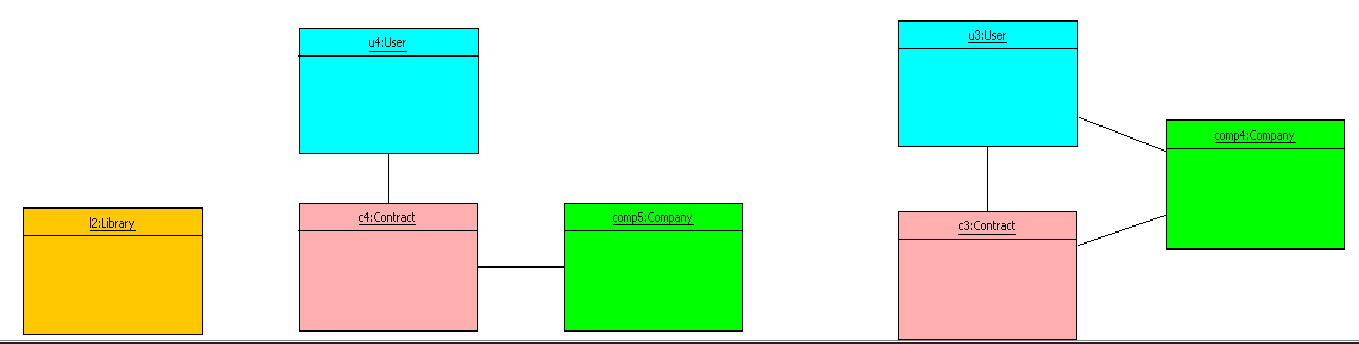 u4:User
u3:User
comp4:Company
l2:Library
c4:Contract
comp5:Company
c3:Contract